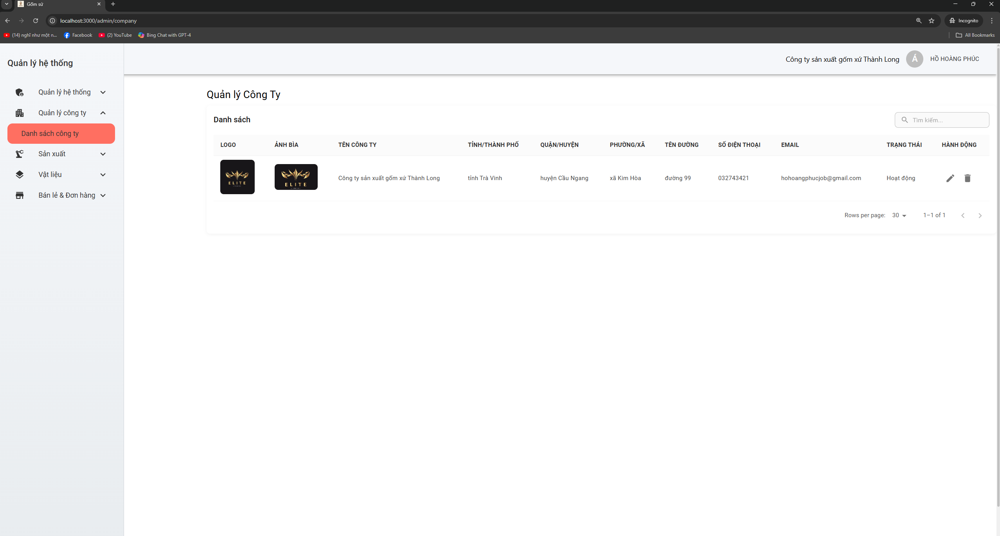 Gốm sứ
localhost:3000/admin/company
Incognito
(14) nghĩ như một n...
Facebook
(2) YouTube
Bing Chat with GPT-4
All Bookmarks
Quản lý hệ thống
Công ty sản xuất gốm xứ Thành Long
Á
HỒ HOÀNG PHÚC
Quản lý hệ thống
Quản lý công ty
Danh sách công ty
Sản xuất
Vật liệu
Bán lẻ & Đơn hàng
Quản lý Công Ty
Danh sách
Tìm kiếm...
LOGO ẢNH BÌA TÊN CÔNG TY TỈNH/THÀNH PHỐ QUẬN/HUYỆN PHƯỜNG/XÃ TÊN ĐƯỜNG SỐ ĐIỆN THOẠI EMAIL TRẠNG THÁI HÀNH ĐỘNG
ELITE ELITE Công ty sản xuất gốm xứ Thành Long tỉnh Trà Vinh huyện Cầu Ngang xã Kim Hòa đường 99 032743421 hohoangphucjob@gmail.com Hoạt động
Rows per page: 30 1–1 of 1